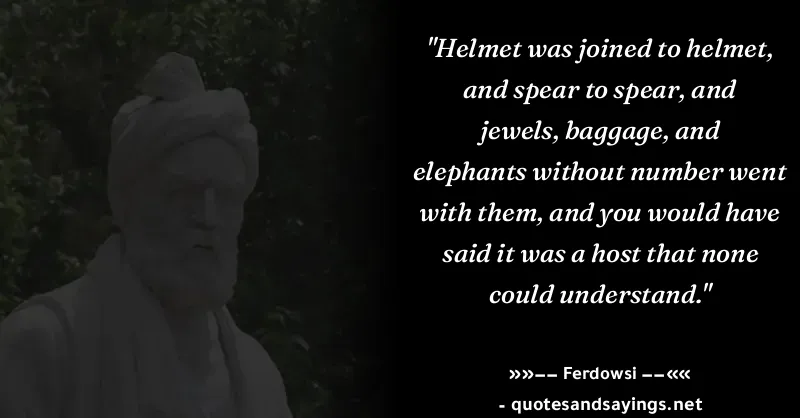 "Helmet was joined to helmet,
and spear to spear, and
jewels, baggage, and
elephants without number went
with them, and you would have
said it was a host that none
could understand."
»»−− Ferdowsi −−««
- quotesandsayings.net